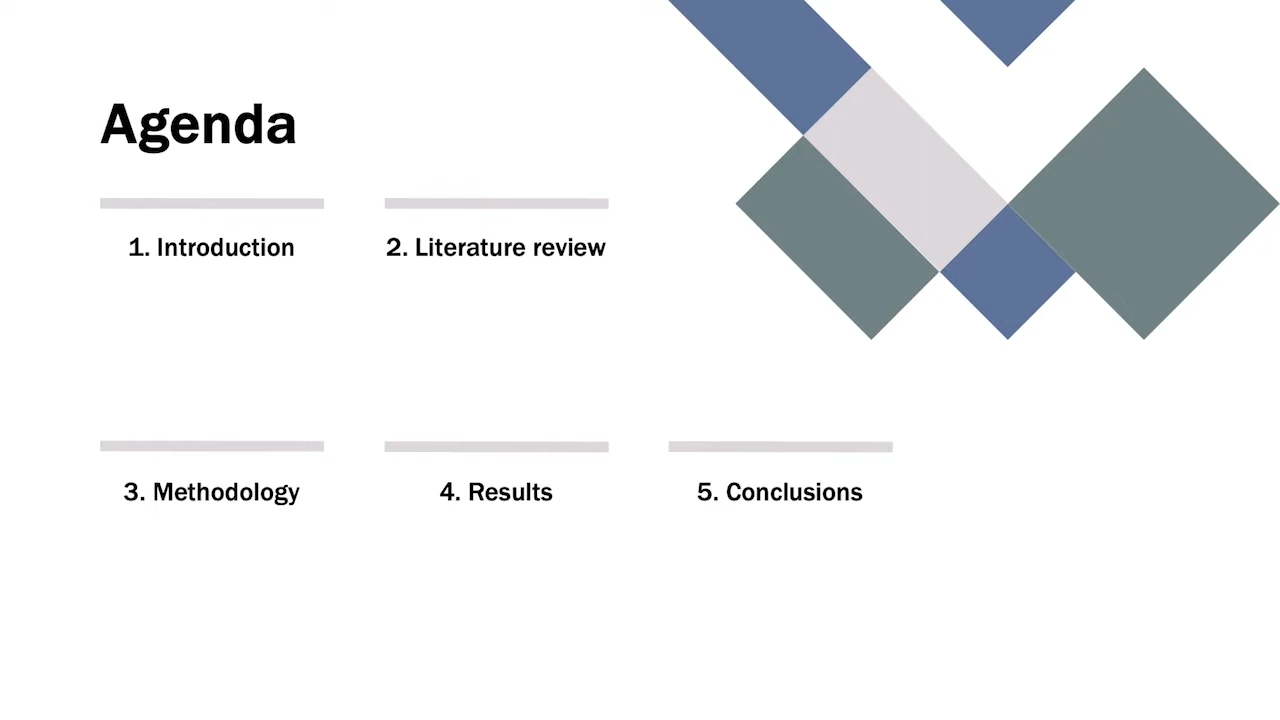 Agenda
1. Introduction
2. Literature review
3. Methodology
4. Results
5. Conclusions